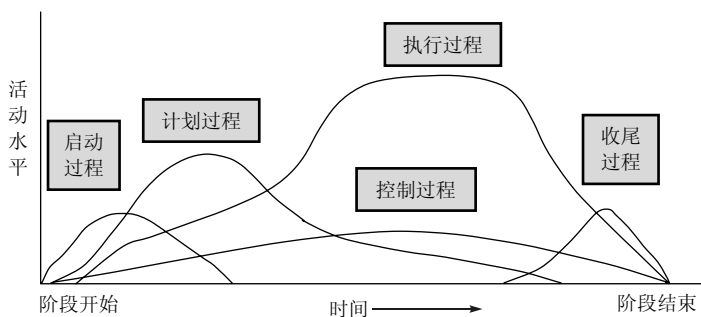 执行过程
活动水平
计划过程
启动
过程
收尾
过程
控制过程
阶段开始
时间
阶段结束